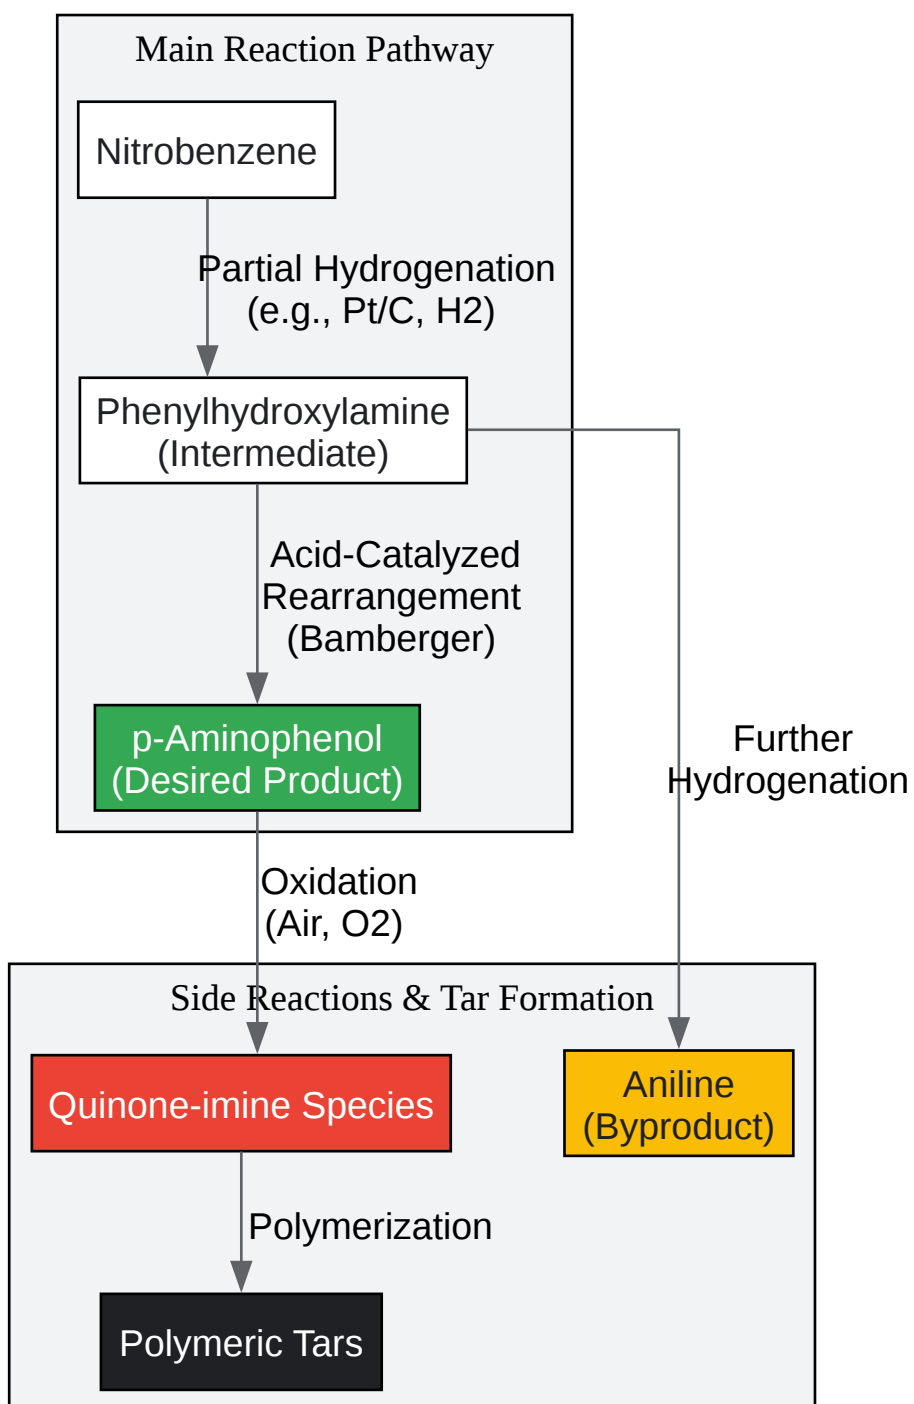 Main Reaction Pathway
Nitrobenzene
Partial Hydrogenation
(e.g., Pt/C, H2)
Phenylhydroxylamine
(Intermediate)
Acid-Catalyzed
Rearrangement
(Bamberger)
p-Aminophenol
(Desired Product)
Further
Hydrogenation
Oxidation
(Air, O2)
Side Reactions & Tar Formation
Quinone-imine Species
Aniline
(Byproduct)
Polymerization
Polymeric Tars